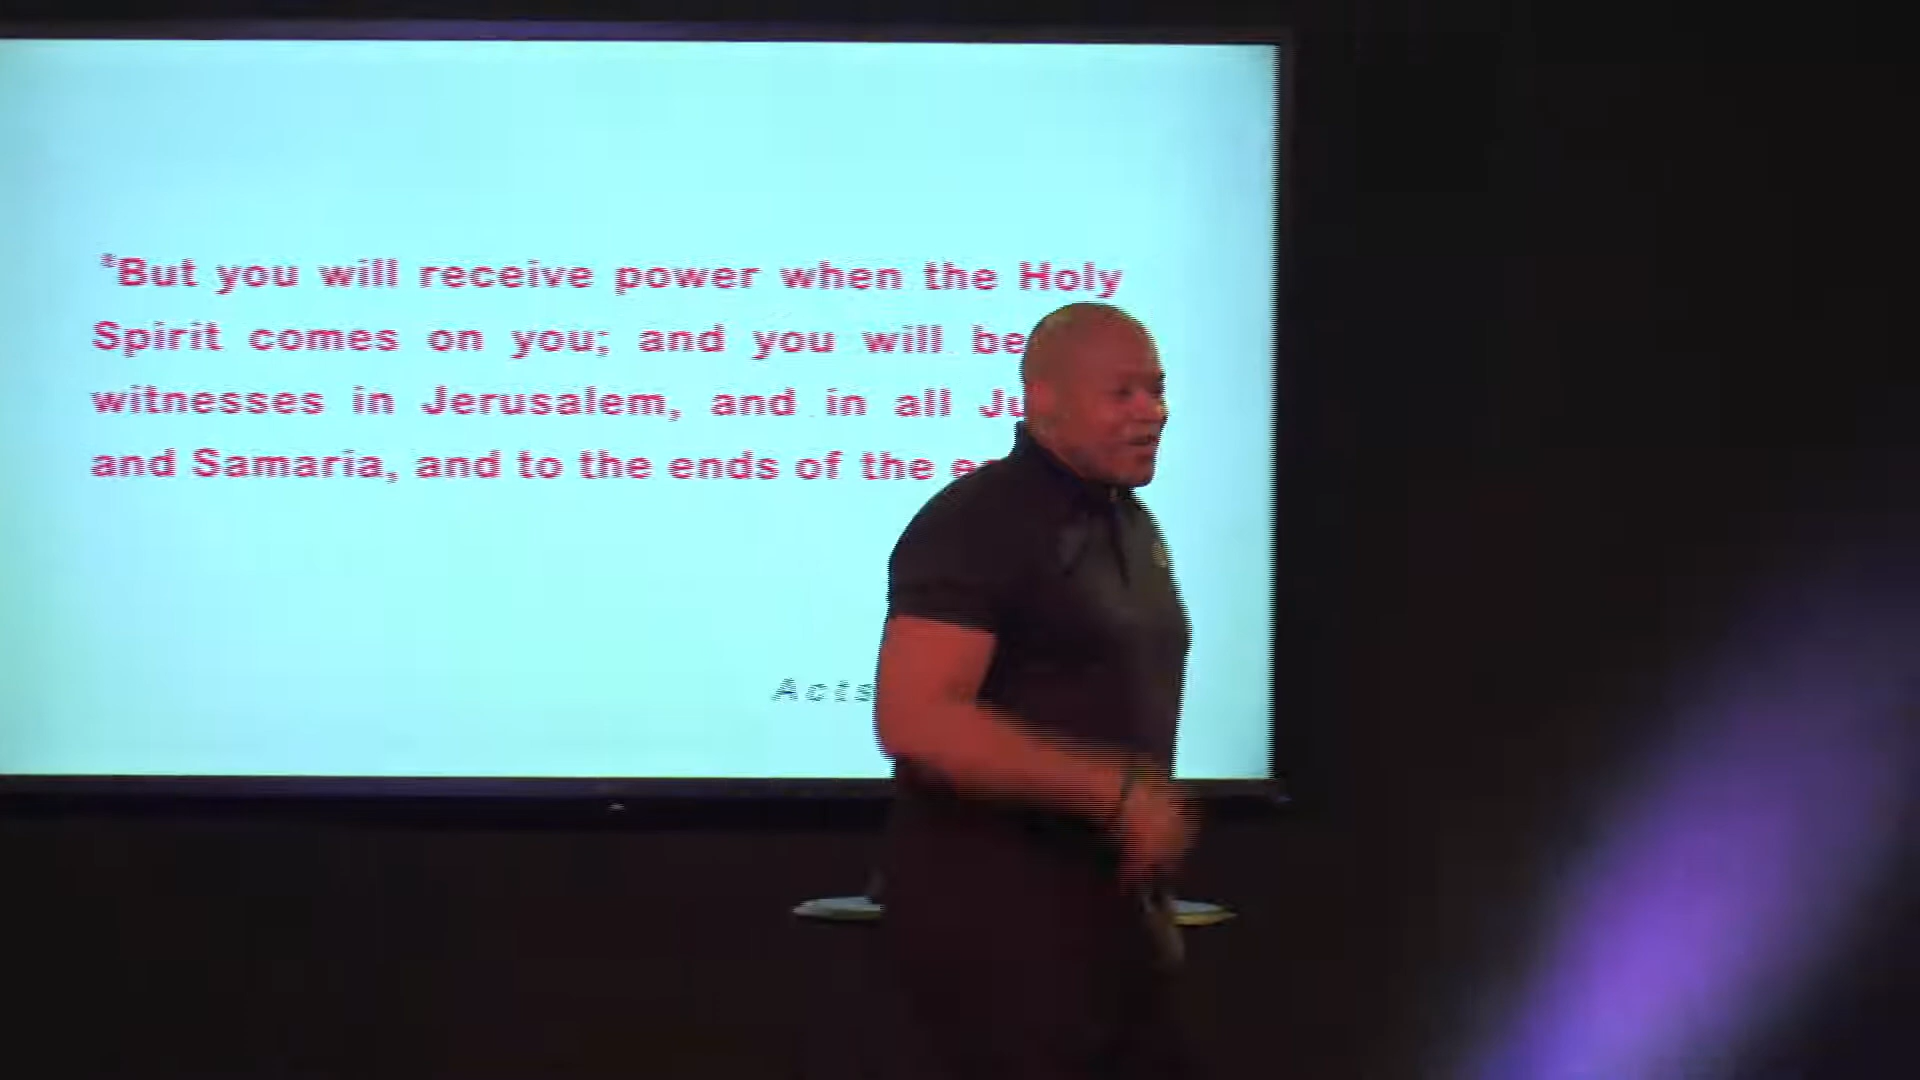 ⁸But you will receive power when the Holy
Spirit comes on you; and you will be
witnesses in Jerusalem, and in all Ju
and Samaria, and to the ends of the e
Acts